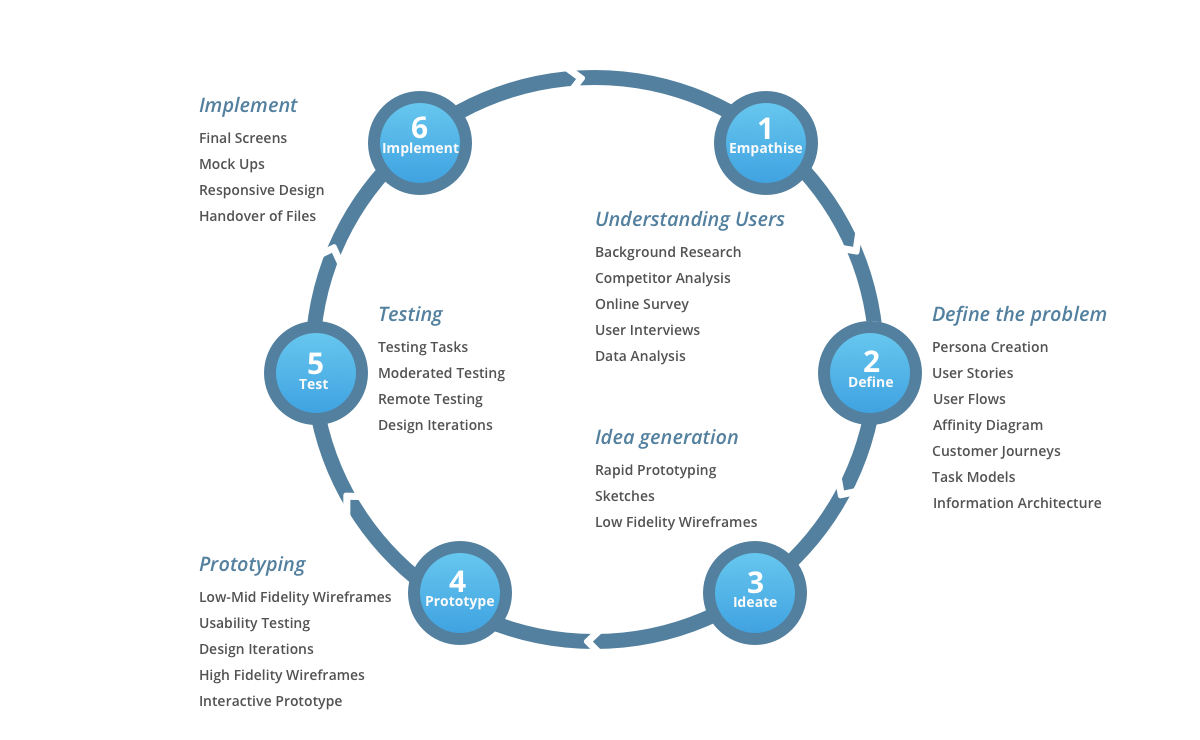 1
Empathise
Understanding Users
Background Research
Competitor Analysis
Online Survey
User Interviews
Data Analysis
2
Define
Define the problem
Persona Creation
User Stories
User Flows
Affinity Diagram
Customer Journeys
Task Models
Information Architecture
3
Ideate
Idea generation
Rapid Prototyping
Sketches
Low Fidelity Wireframes
4
Prototype
Prototyping
Low-Mid Fidelity Wireframes
Usability Testing
Design Iterations
High Fidelity Wireframes
Interactive Prototype
5
Test
Testing
Testing Tasks
Moderated Testing
Remote Testing
Design Iterations
6
Implement
Implement
Final Screens
Mock Ups
Responsive Design
Handover of Files